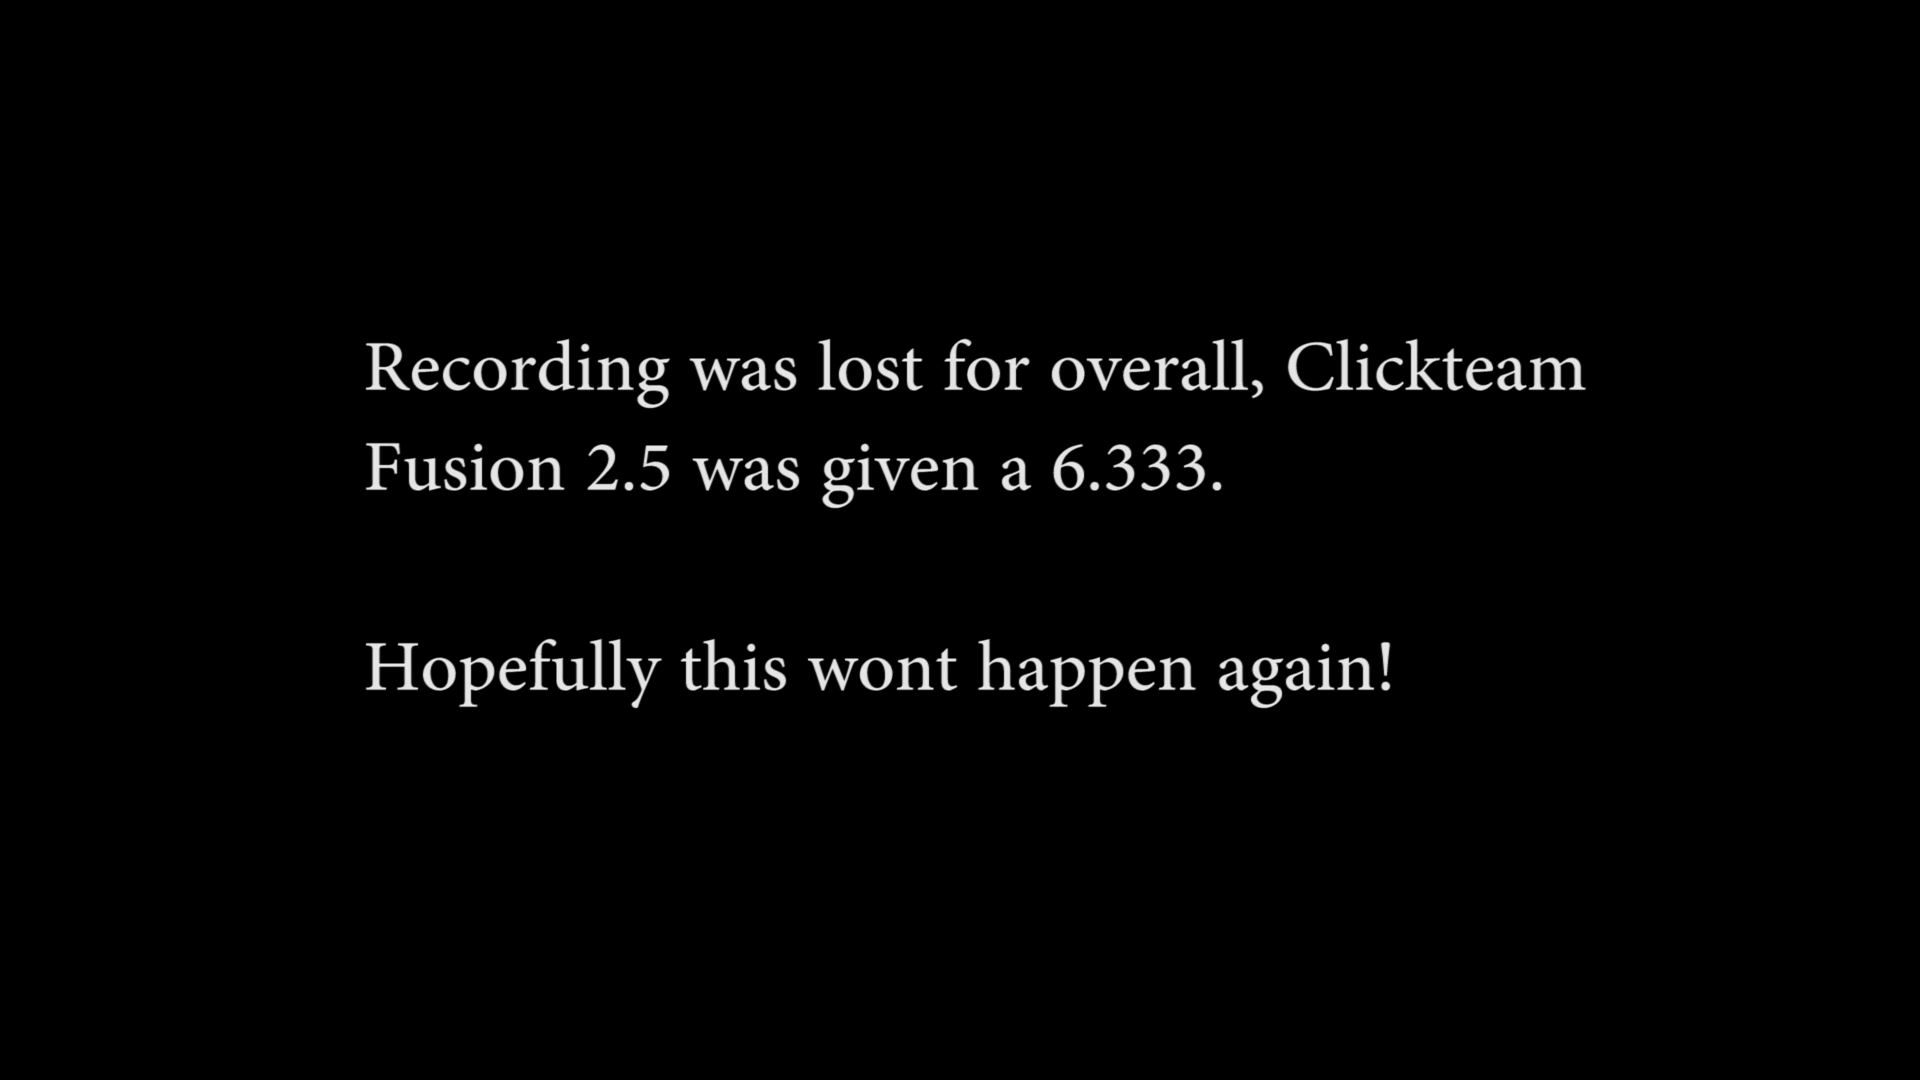 Recording was lost for overall, Clickteam
Fusion 2.5 was given a 6.333.
Hopefully this wont happen again!